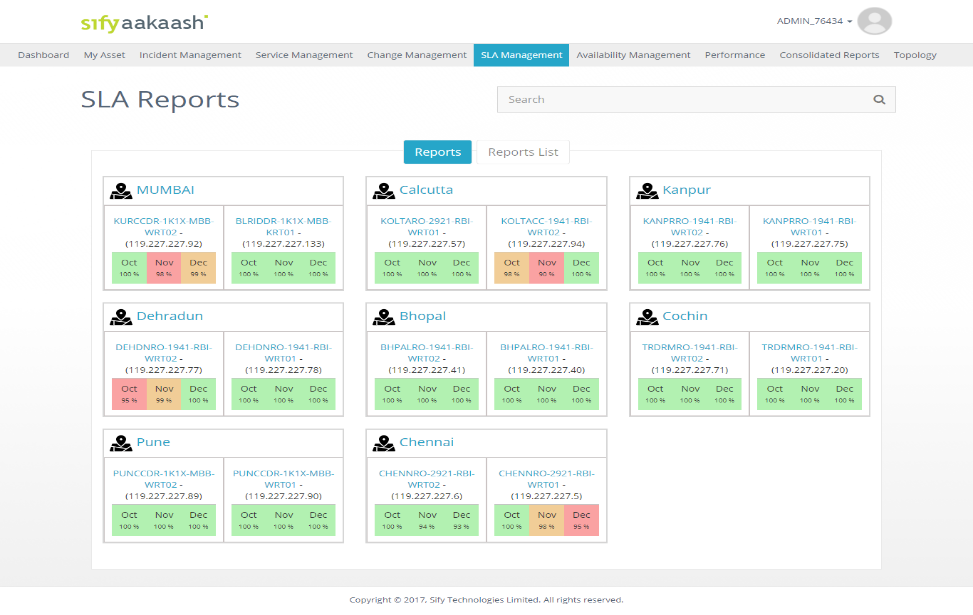 sifyaakaash
ADMIN_76434
Dashboard My Asset Incident Management Service Management Change Management SLA Management Availability Management Performance Consolidated Reports Topology
SLA Reports
Search
Reports Reports List
MUMBAI
KURCCDR-1K1X-MBB-
WRT02 -
(119.227.227.92)
Oct Nov Dec
100 % 98 % 99 %
BLRIDDR-1K1X-MBB-
KRT01 -
(119.227.227.133)
Oct Nov Dec
100 % 100 % 100 %
Calcutta
KOLTARO-2921-RBI-
WRT01 -
(119.227.227.57)
Oct Nov Dec
100 % 100 % 100 %
KOLTACC-1941-RBI-
WRT02 -
(119.227.227.94)
Oct Nov Dec
98 % 90 % 100 %
Kanpur
KANPRRO-1941-RBI-
WRT02 -
(119.227.227.76)
Oct Nov Dec
100 % 100 % 100 %
KANPRRO-1941-RBI-
WRT01 -
(119.227.227.75)
Oct Nov Dec
100 % 100 % 100 %
Dehradun
DEHDNRO-1941-RBI-
WRT02 -
(119.227.227.77)
Oct Nov Dec
95 % 99 % 100 %
DEHDNRO-1941-RBI-
WRT01 -
(119.227.227.78)
Oct Nov Dec
100 % 100 % 100 %
Bhopal
BHPALRO-1941-RBI-
WRT02 -
(119.227.227.41)
Oct Nov Dec
100 % 100 % 100 %
BHPALRO-1941-RBI-
WRT01 -
(119.227.227.40)
Oct Nov Dec
100 % 100 % 100 %
Cochin
TRDRMRO-1941-RBI-
WRT02 -
(119.227.227.71)
Oct Nov Dec
100 % 100 % 100 %
TRDRMRO-1941-RBI-
WRT01 -
(119.227.227.20)
Oct Nov Dec
100 % 100 % 100 %
Pune
PUNCCDR-1K1X-MBB-
WRT02 -
(119.227.227.89)
Oct Nov Dec
100 % 100 % 100 %
PUNCCDR-1K1X-MBB-
WRT01 -
(119.227.227.90)
Oct Nov Dec
100 % 100 % 100 %
Chennai
CHENNRO-2921-RBI-
WRT02 -
(119.227.227.6)
Oct Nov Dec
100 % 94 % 93 %
CHENNRO-2921-RBI-
WRT01 -
(119.227.227.5)
Oct Nov Dec
100 % 98 % 95 %
Copyright © 2017, Sify Technologies Limited. All rights reserved.